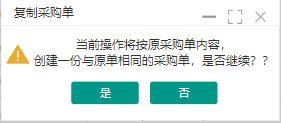 复制采购单
当前操作将按原采购单内容，
创建一份与原单相同的采购单，是否继续？？
是
否